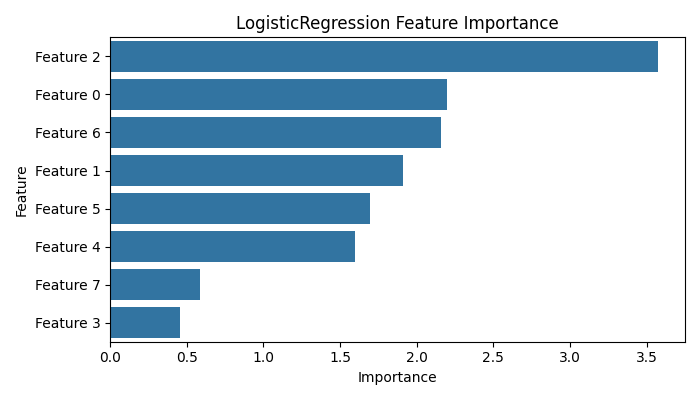 LogisticRegression Feature Importance
Feature 2
Feature 0
Feature 6
Feature 1
Feature 5
Feature 4
Feature 7
Feature 3
Feature
0.0 0.5 1.0 1.5 2.0 2.5 3.0 3.5
Importance